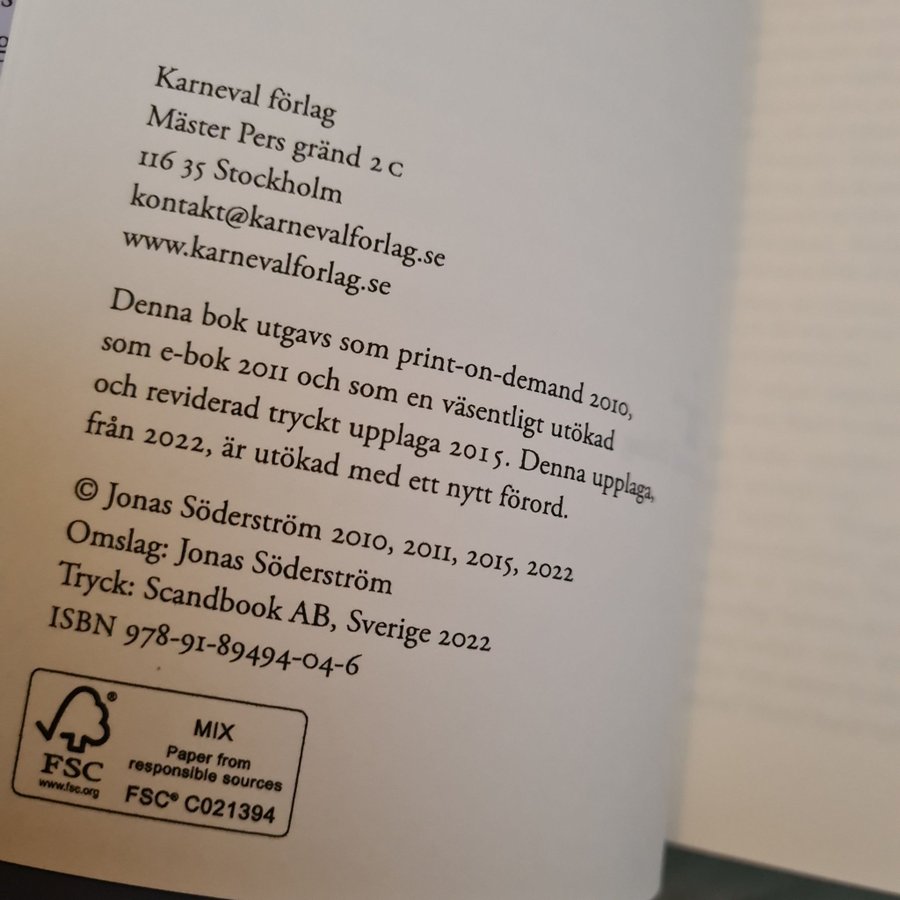 Karneval förlag
Mäster Pers gränd 2 C
116 35 Stockholm
kontakt@karnevalforlag.se
www.karnevalforlag.se
Denna bok utgavs som print-on-demand 2010,
som e-bok 2011 och som en väsentligt utökad
och reviderad tryckt upplaga 2015. Denna upplaga,
från 2022, är utökad med ett nytt förord.
© Jonas Söderström 2010, 2011, 2015, 2022
Omslag: Jonas Söderström
Tryck: Scandbook AB, Sverige 2022
ISBN 978-91-89494-04-6
®
FSC
www.fsc.org
MIX
Paper from
responsible sources
FSC® C021394